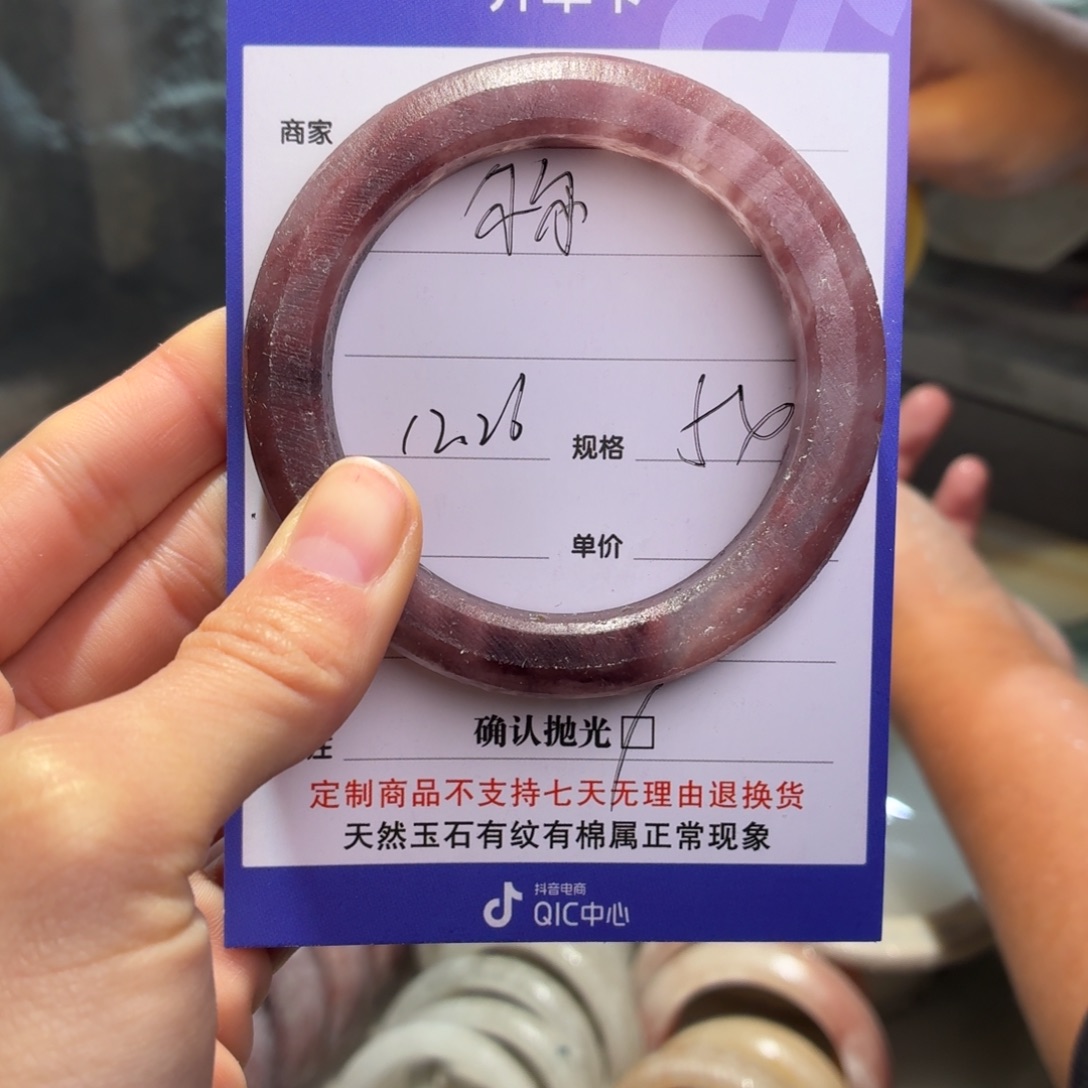 商家
12.26 规格 54
单价
确认抛光□
定制商品不支持七天无理由退换货
天然玉石有纹有棉属正常现象
抖音电商
QIC中心